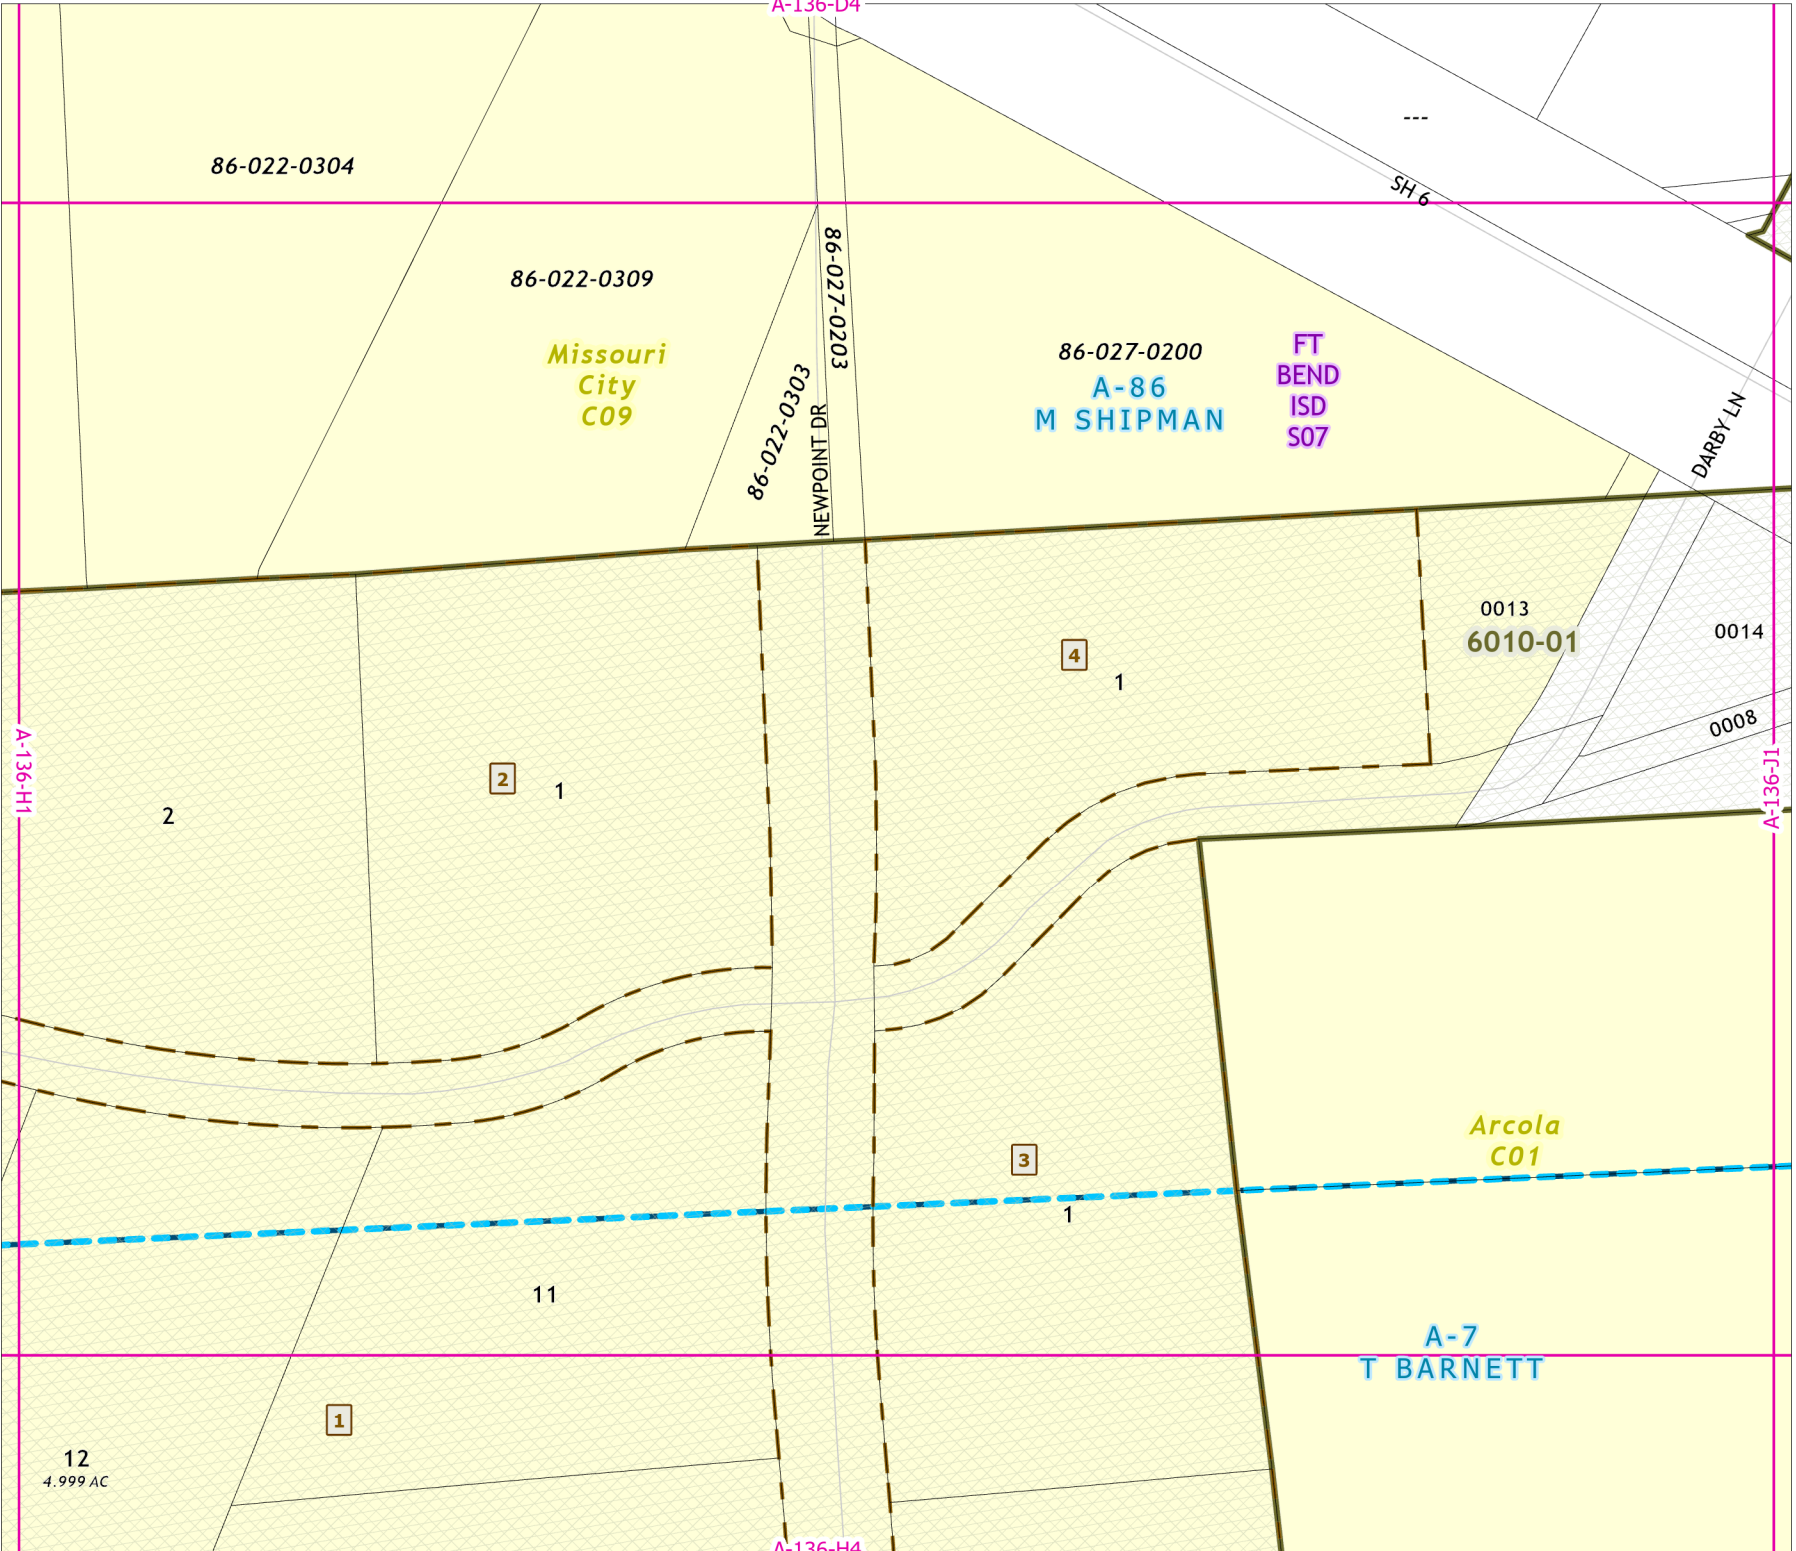 A-136-D4
---
86-022-0304
SH 6
86-022-0309
86-027-0203
86-022-0303
NEWPOINT DR
Missouri
City
C09
86-027-0200
A-86
M SHIPMAN
FT
BEND
ISD
S07
DARBY LN
0013
6010-01
0014
0008
4
1
2
1
2
A-136-H1
A-136-J1
Arcola
C01
3
1
11
A-7
T BARNETT
1
12
4.999 AC
A-136-H4